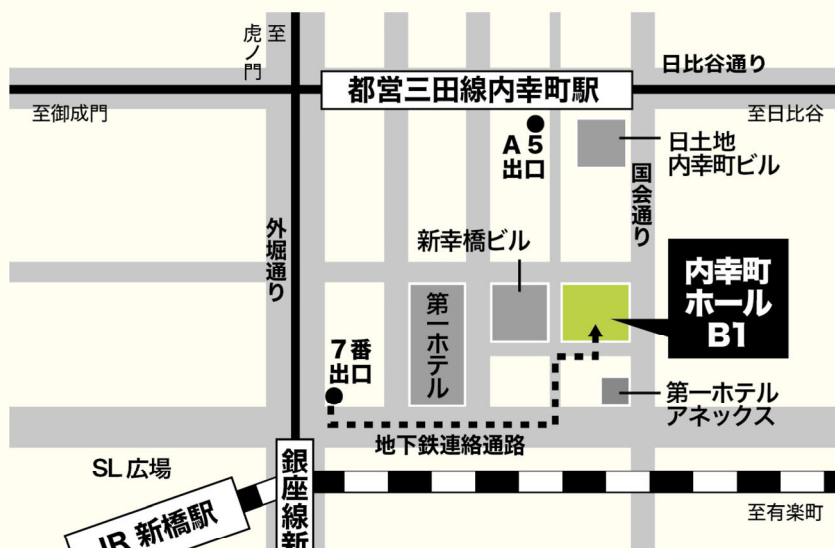 至
虎ノ門
日比谷通り
都営三田線内幸町駅
至御成門
至日比谷
A5
出口
日土地
内幸町ビル
国会通り
外堀通り
新幸橋ビル
内幸町
ホール
B1
第一ホテル
7番
出口
第一ホテル
アネックス
地下鉄連絡通路
SL広場
銀座線新
JR 新橋駅
至有楽町